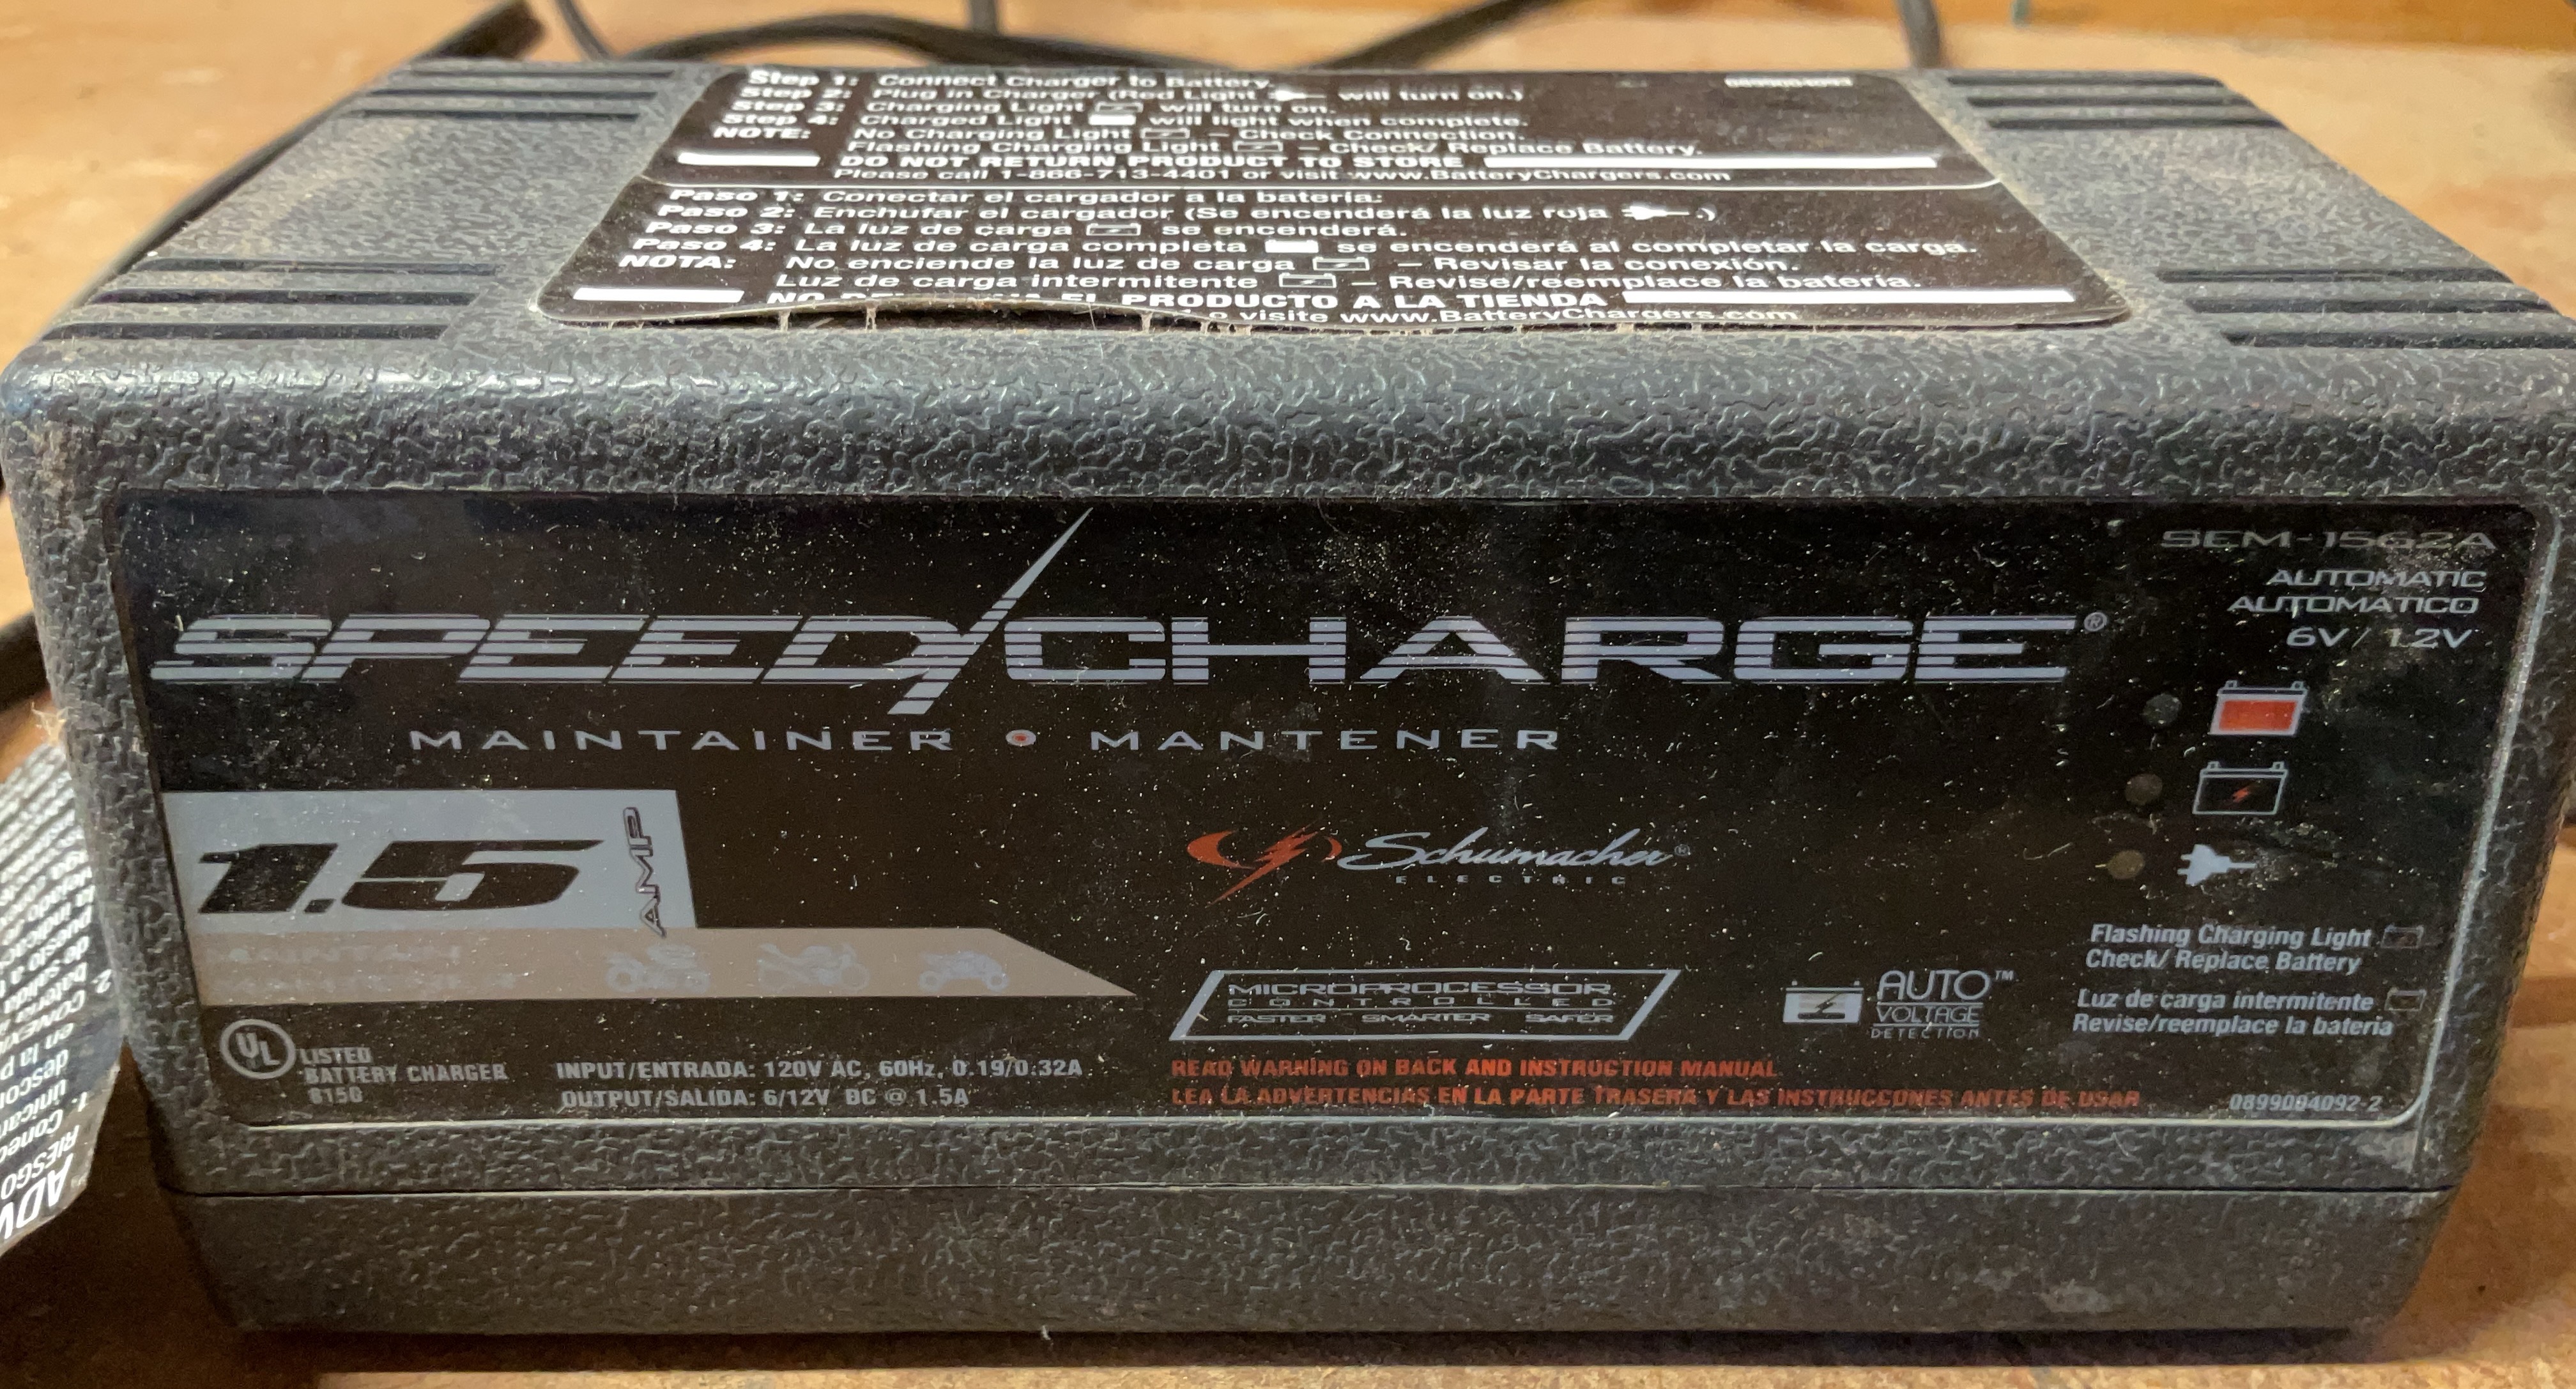 Step 1: Connect Charger to Battery.
Step 2: Plug in Charger (Red Light will turn on.)
Step 3: Charging Light will turn on.
Step 4: Charged Light will light when complete.
NOTE: No Charging Light – Check Connection.
Flashing Charging Light – Check/ Replace Battery.
DO NOT RETURN PRODUCT TO STORE
Please call 1-866-713-4401 or visit www.BatteryChargers.com
Paso 1: Conectar el cargador a la batería.
Paso 2: Enchufar el cargador (Se encenderá la luz roja .)
Paso 3: La luz de carga se encenderá.
Paso 4: La luz de carga completa se encenderá al completar la carga.
NOTA: No enciende la luz de carga – Revisar la conexión.
Luz de carga intermitente – Revise/reemplace la batería.
NO EL PRODUCTO A LA TIENDA
o visite www.BatteryChargers.com
SEM-1562A
AUTOMATIC
AUTOMATICO
6V / 12V
SPEED/CHARGE®
MAINTAINER • MANTENER
1.5 AMP
Schumacher®
ELECTRIC
MAINTAIN
MICROPROCESSOR
CONTROLLED
FASTER SMARTER SAFER
AUTO™
VOLTAGE
DETECTION
Flashing Charging Light
Check/ Replace Battery
Luz de carga intermitente
Revise/reemplace la bateria
UL LISTED
BATTERY CHARGER
INPUT/ENTRADA: 120V AC, 60Hz, 0.19/0.32A
OUTPUT/SALIDA: 6/12V DC @ 1.5A
READ WARNING ON BACK AND INSTRUCTION MANUAL
LEA LA ADVERTENCIAS EN LA PARTE TRASERA Y LAS INSTRUCCONES ANTES DE USAR
0899004092-2